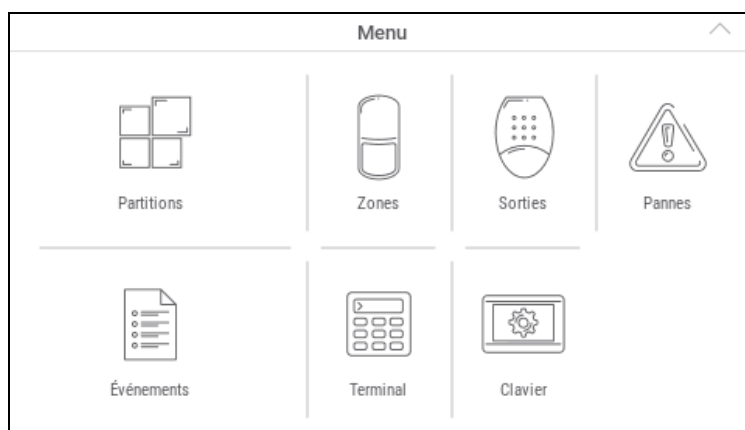 Menu
Partitions
Zones
Sorties
Pannes
Événements
Terminal
Clavier